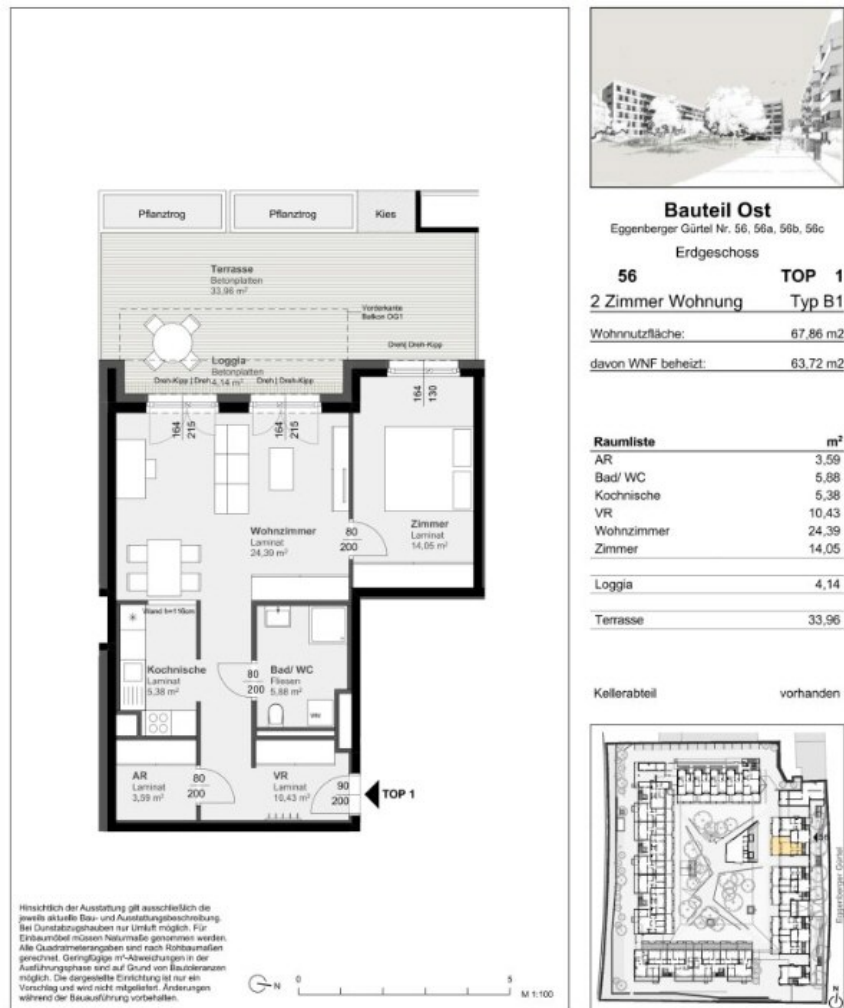 Pflanztrog
Pflanztrog
Kies
Terrasse
Betonplatten
33,96 m²
Vorderkante
Balkon OG1
Dreh| Dreh-Kipp
Loggia
Betonplatten
4,14 m²
Dreh-Kipp | Dreh
Dreh | Dreh-Kipp
164
215
164
215
164
130
Wohnzimmer
Laminat
24,39 m²
80
200
Zimmer
Laminat
14,05 m²
Wand h=116cm
Kochnische
Laminat
5,38 m²
80
200
Bad/ WC
Fliesen
5,88 m²
WM
AR
Laminat
3,59 m²
80
200
VR
Laminat
10,43 m²
90
200
TOP 1
Hinsichtlich der Ausstattung gilt ausschließlich die
jeweils aktuelle Bau- und Ausstattungsbeschreibung.
Bei Dunstabzugshauben nur Umluft möglich. Für
Einbaumöbel müssen Naturmaße genommen werden.
Alle Quadratmeterangaben sind nach Rohbaumaßen
gerechnet. Geringfügige m²-Abweichungen in der
Ausführungsphase sind auf Grund von Bautoleranzen
möglich. Die dargestellte Einrichtung ist nur ein
Vorschlag und wird nicht mitgeliefert. Änderungen
während der Bauausführung vorbehalten.
N
0
5
M 1:100
Bauteil Ost
Eggenberger Gürtel Nr. 56, 56a, 56b, 56c
Erdgeschoss
56 TOP 1
2 Zimmer Wohnung Typ B1
Wohnnutzfläche: 67,86 m2
davon WNF beheizt: 63,72 m2
Raumliste m²
AR 3,59
Bad/ WC 5,88
Kochnische 5,38
VR 10,43
Wohnzimmer 24,39
Zimmer 14,05
Loggia 4,14
Terrasse 33,96
Kellerabteil vorhanden
Eggenberger Gürtel
N